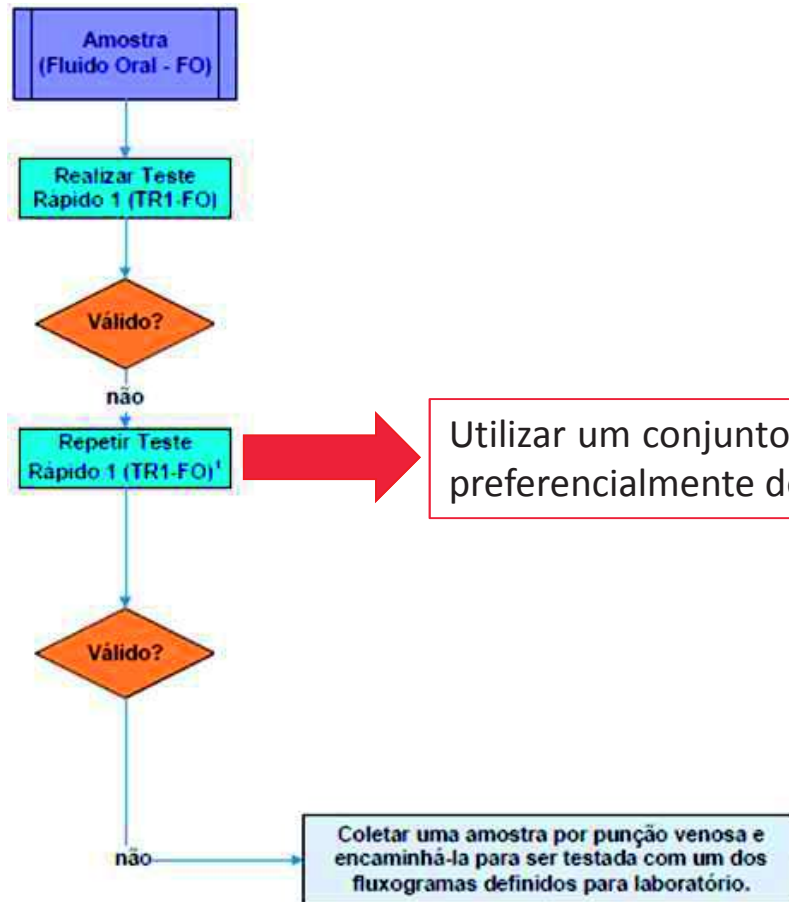 Amostra
(Fluido Oral - FO)
Realizar Teste
Rápido 1 (TR1-FO)
Válido?
não
Repetir Teste
Rápido 1 (TR1-FO)¹
Utilizar um conjunto
preferencialmente
Válido?
não
Coletar uma amostra por punção venosa e
encaminhá-la para ser testada com um dos
fluxogramas definidos para laboratório.